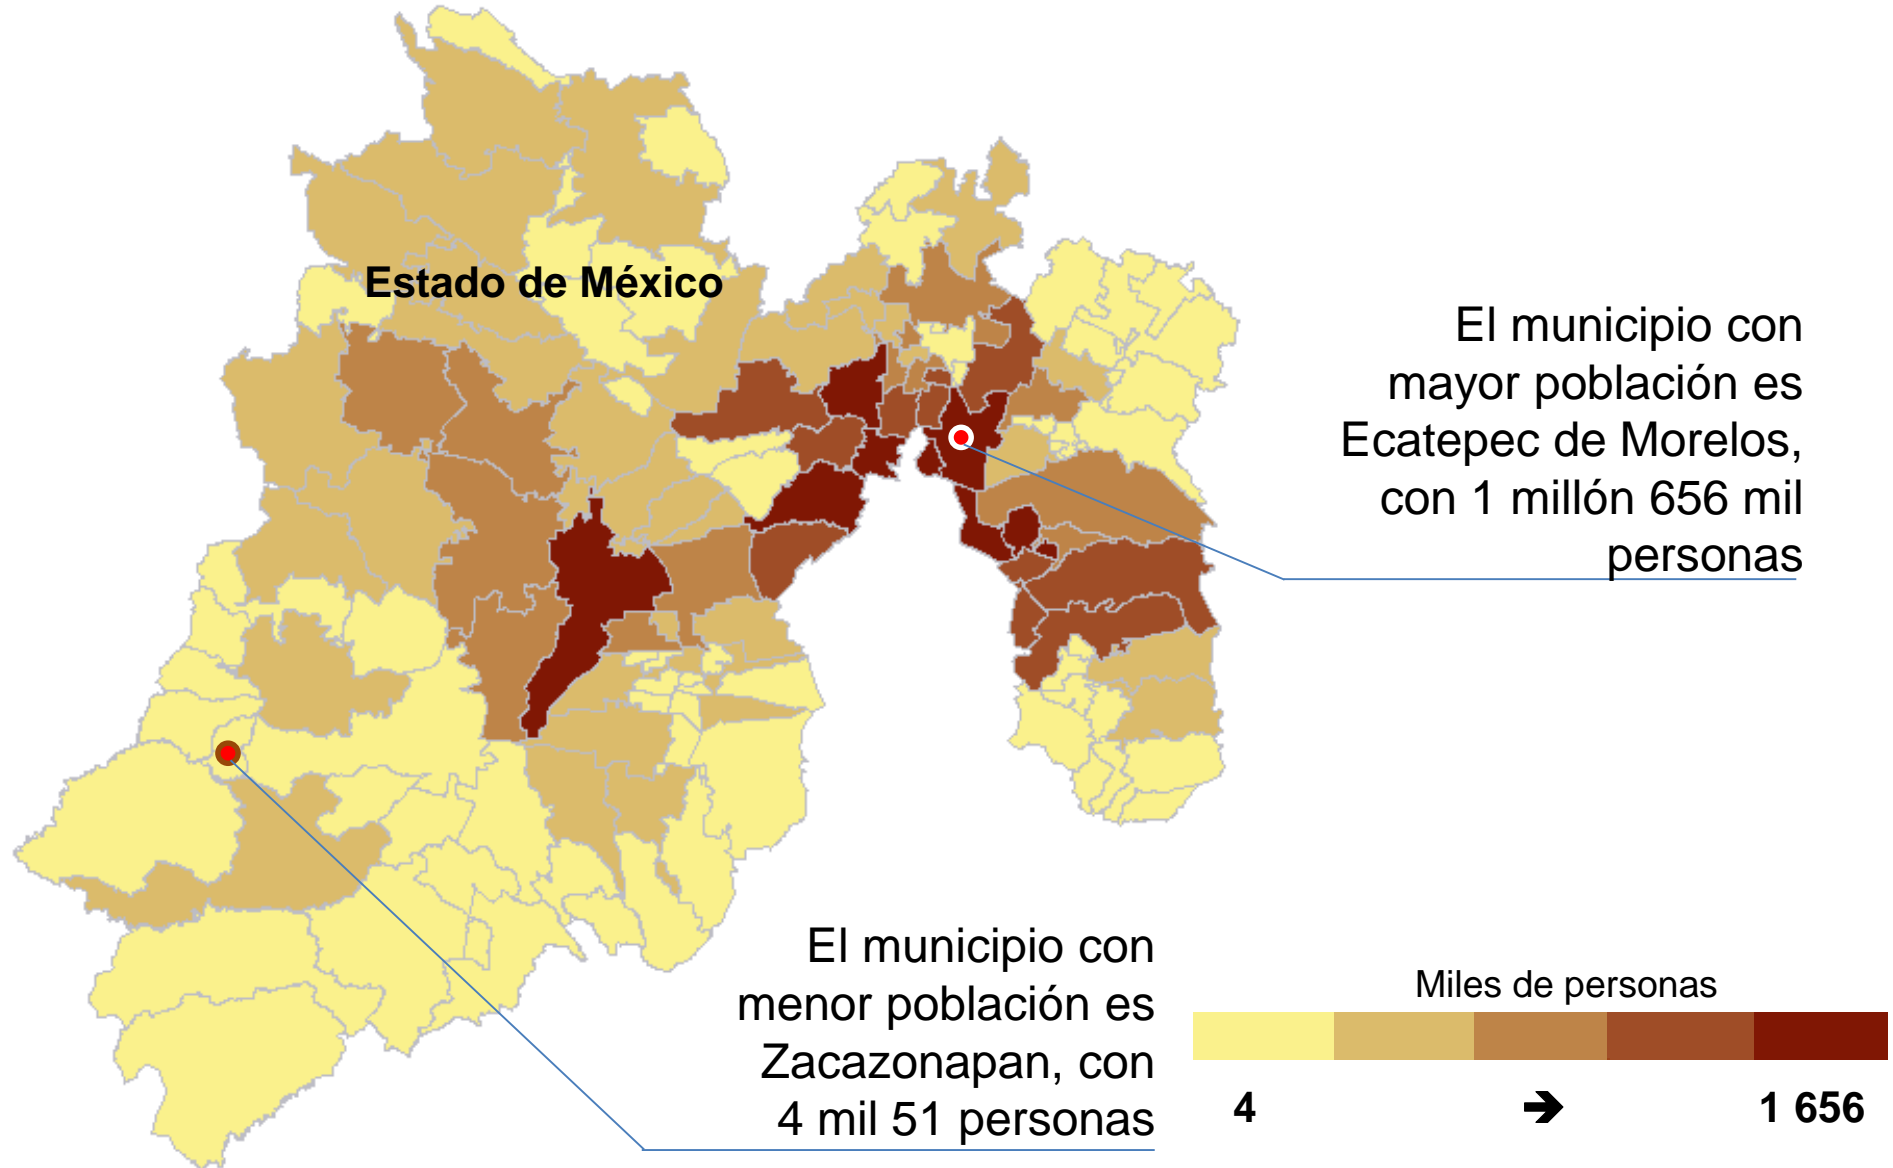 Estado de México
El municipio con
mayor población es
Ecatepec de Morelos,
con 1 millón 656 mil
personas
El municipio con
menor población es
Zacazonapan, con
4 mil 51 personas
Miles de personas
4 ➔ 1 656